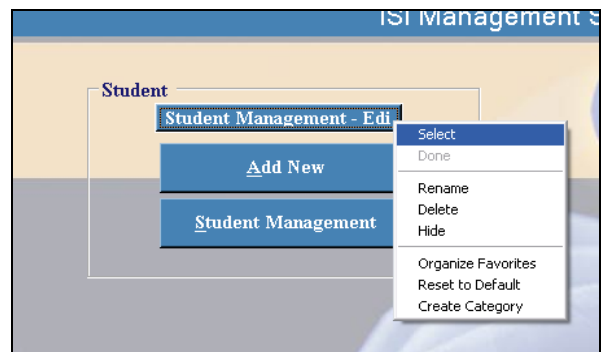 ISI Management S
Student
Student Management - Edi
Add New
Student Management
Select
Done
Rename
Delete
Hide
Organize Favorites
Reset to Default
Create Category